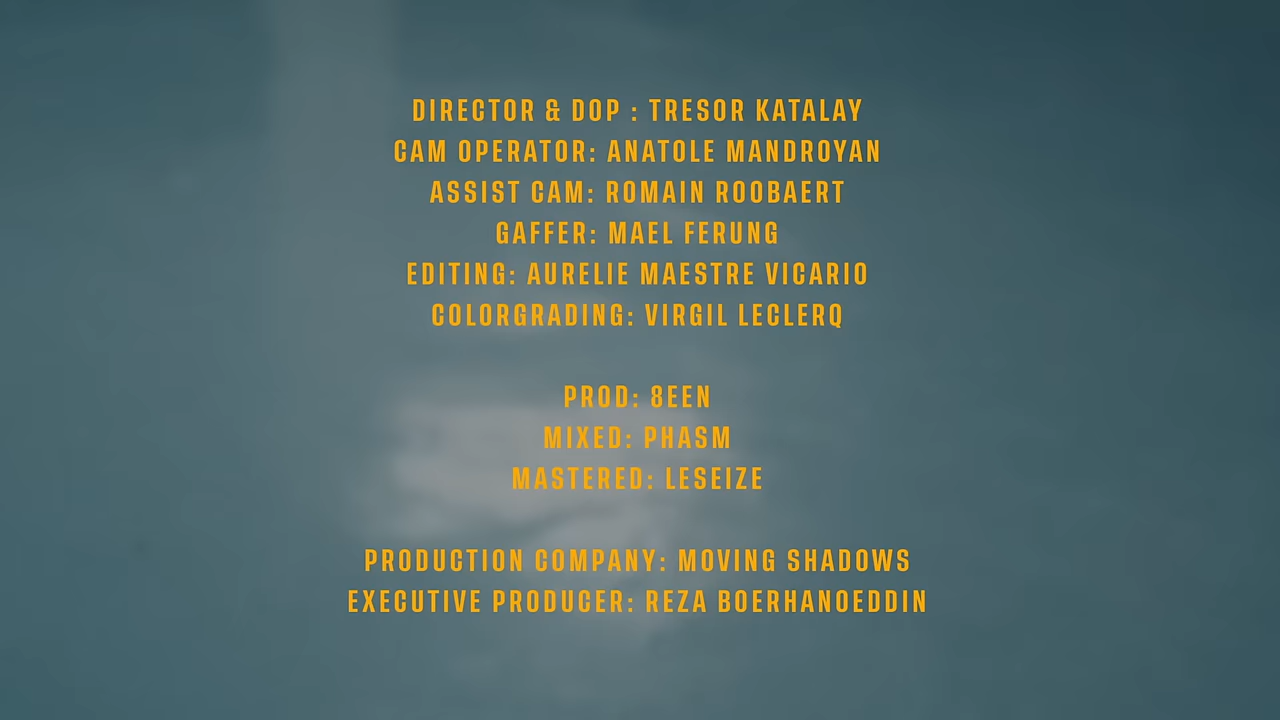 DIRECTOR & DOP : TRESOR KATALAY
CAM OPERATOR: ANATOLE MANDROYAN
ASSIST CAM: ROMAIN ROOBAERT
GAFFER: MAEL FERUNG
EDITING: AURELIE MAESTRE VICARIO
COLORGRADING: VIRGIL LECLERQ
PROD: 8EEN
MIXED: PHASM
MASTERED: LESEIZE
PRODUCTION COMPANY: MOVING SHADOWS
EXECUTIVE PRODUCER: REZA BOERHANOEDDIN